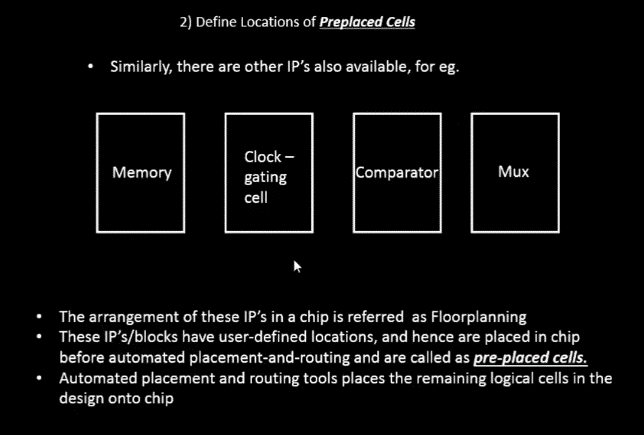 2) Define Locations of Preplaced Cells
• Similarly, there are other IP's also available, for eg.
Memory
Clock –
gating
cell
Comparator
Mux
• The arrangement of these IP's in a chip is referred as Floorplanning
• These IP's/blocks have user-defined locations, and hence are placed in chip
before automated placement-and-routing and are called as pre-placed cells.
• Automated placement and routing tools places the remaining logical cells in the
design onto chip